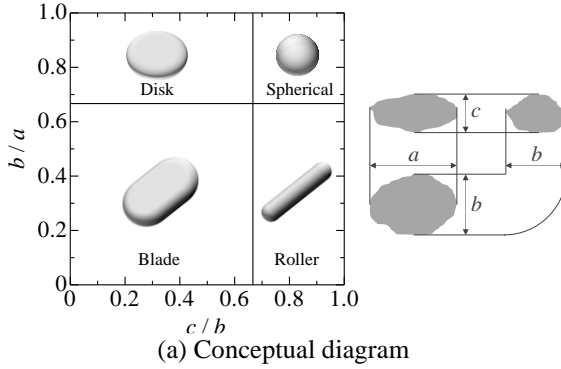 1.0
0.8
0.6
0.4
0.2
0
b / a
Disk
Spherical
Blade
Roller
0
0.2
0.4
0.6
0.8
1.0
c / b
a
c
b
b
(a) Conceptual diagram